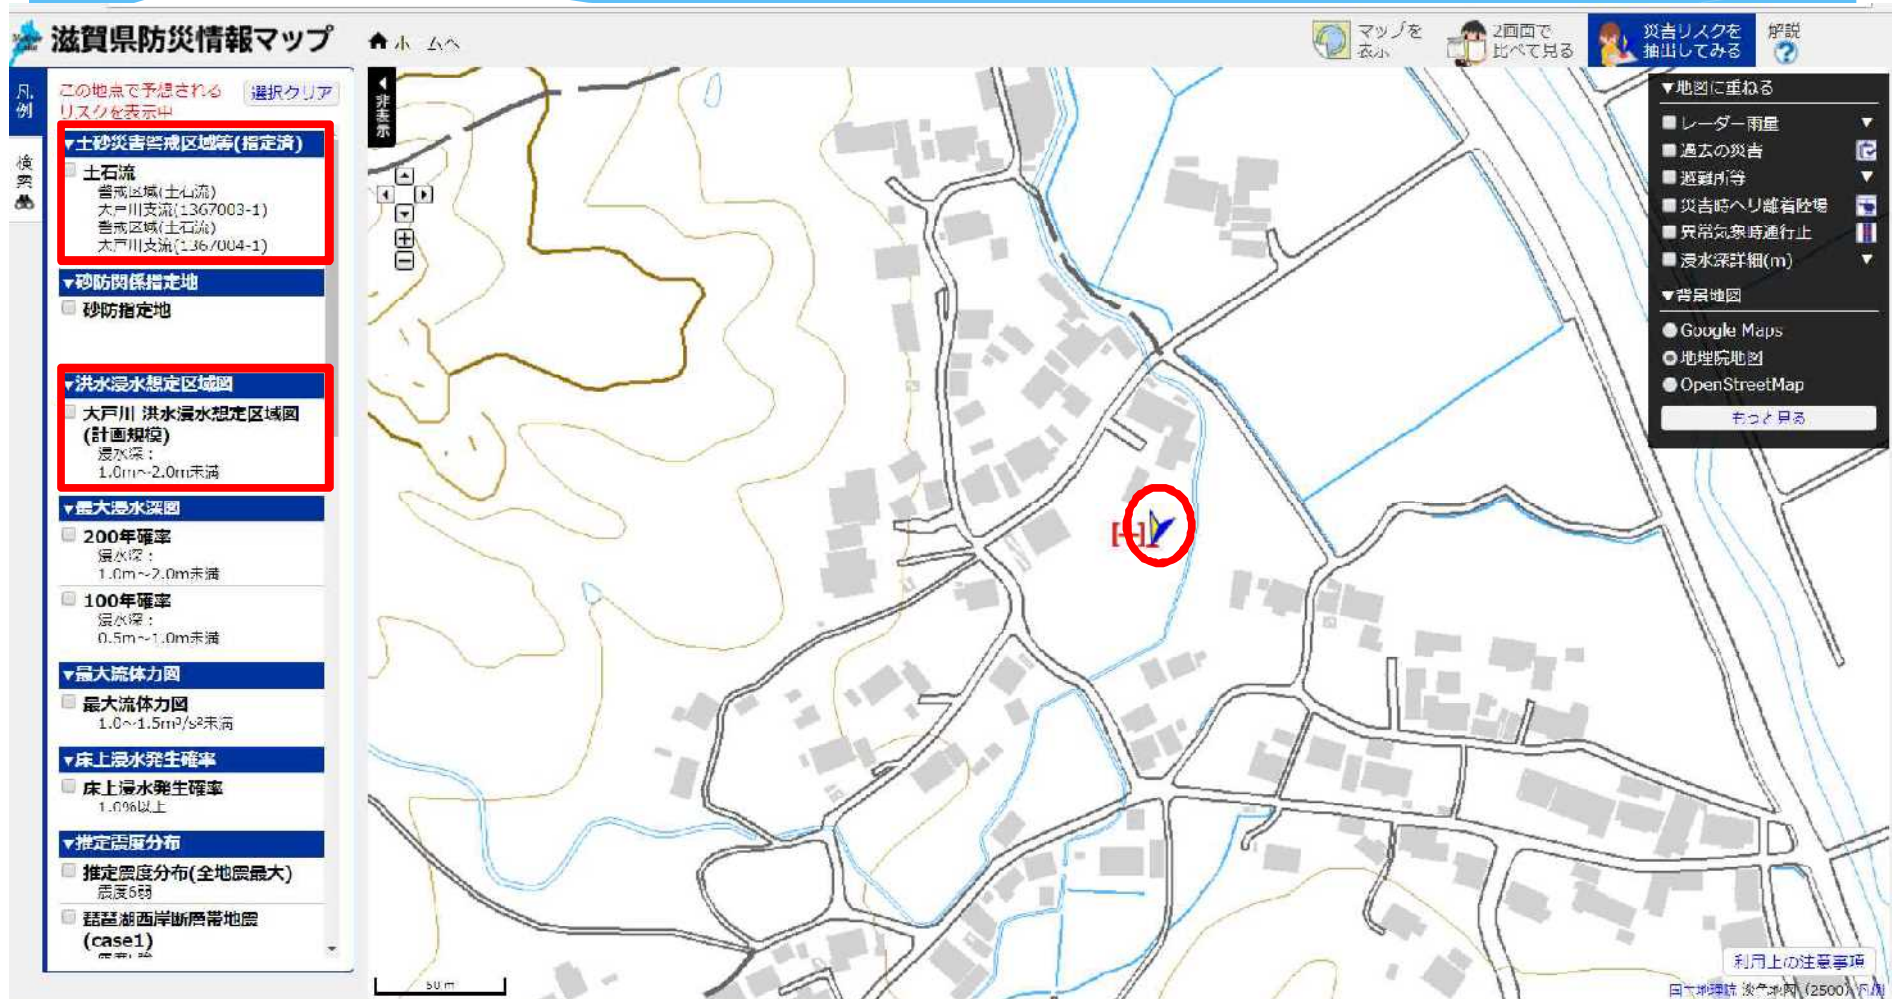 滋賀県防災情報マップ
ホームへ
マップを
表示
2画面で
比べて見る
災害リスクを
抽出してみる
解説
凡例
検索
この地点で予想される
リスクを表示中
選択クリア
▼土砂災害警戒区域等(指定済)
土石流
警戒区域(土石流)
大戸川支流(1367003-1)
警戒区域(土石流)
大戸川支流(1367004-1)
▼砂防関係指定地
砂防指定地
▼洪水浸水想定区域図
大戸川 洪水浸水想定区域図
(計画規模)
浸水深：
1.0m～2.0m未満
▼最大浸水深図
200年確率
浸水深：
1.0m～2.0m未満
100年確率
浸水深：
0.5m～1.0m未満
▼最大流体力図
最大流体力図
1.0～1.5m³/s²未満
▼床上浸水発生確率
床上浸水発生確率
1.0%以上
▼推定震度分布
推定震度分布(全地震最大)
震度6弱
琵琶湖西岸断層帯地震
(case1)
非表示
50 m
▼地図に重ねる
レーダー雨量
過去の災害
避難所等
災害時ヘリ離着陸場
異常気象時通行止
浸水深詳細(m)
▼背景地図
Google Maps
地理院地図
OpenStreetMap
もっと見る
利用上の注意事項
国土地理院 淡色地図 (2500) 凡例